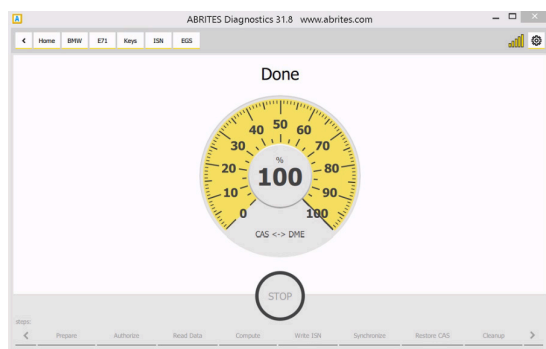 A ABRITES Diagnostics 31.8 www.abrites.com
Home BMW E71 Keys ISN EGS
Done
0 10 20 30 40 50 60 70 80 90 100
%
100
CAS <-> DME
STOP
steps:
Prepare Authorize Read Data Compute Write ISN Synchronize Restore CAS Cleanup